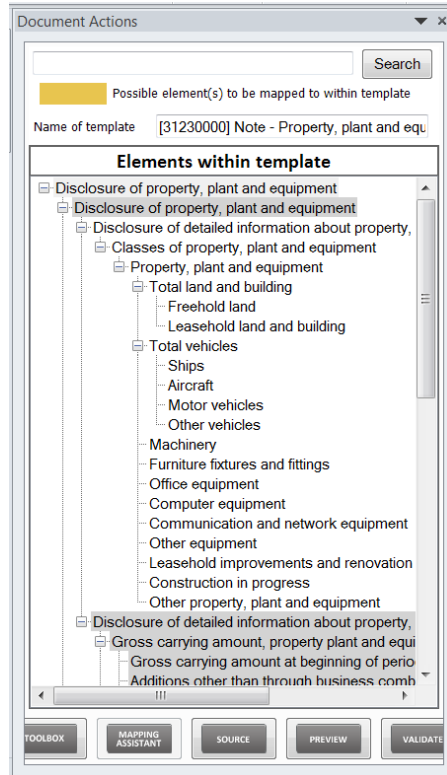 Document Actions
Search
Possible element(s) to be mapped to within template
Name of template [31230000] Note - Property, plant and equ
Elements within template
Disclosure of property, plant and equipment
Disclosure of property, plant and equipment
Disclosure of detailed information about property,
Classes of property, plant and equipment
Property, plant and equipment
Total land and building
Freehold land
Leasehold land and building
Total vehicles
Ships
Aircraft
Motor vehicles
Other vehicles
Machinery
Furniture fixtures and fittings
Office equipment
Computer equipment
Communication and network equipment
Other equipment
Leasehold improvements and renovation
Construction in progress
Other property, plant and equipment
Disclosure of detailed information about property,
Gross carrying amount, property plant and equi
Gross carrying amount at beginning of perio
Additions other than through business comb
TOOLBOX MAPPING ASSISTANT SOURCE PREVIEW VALIDATE